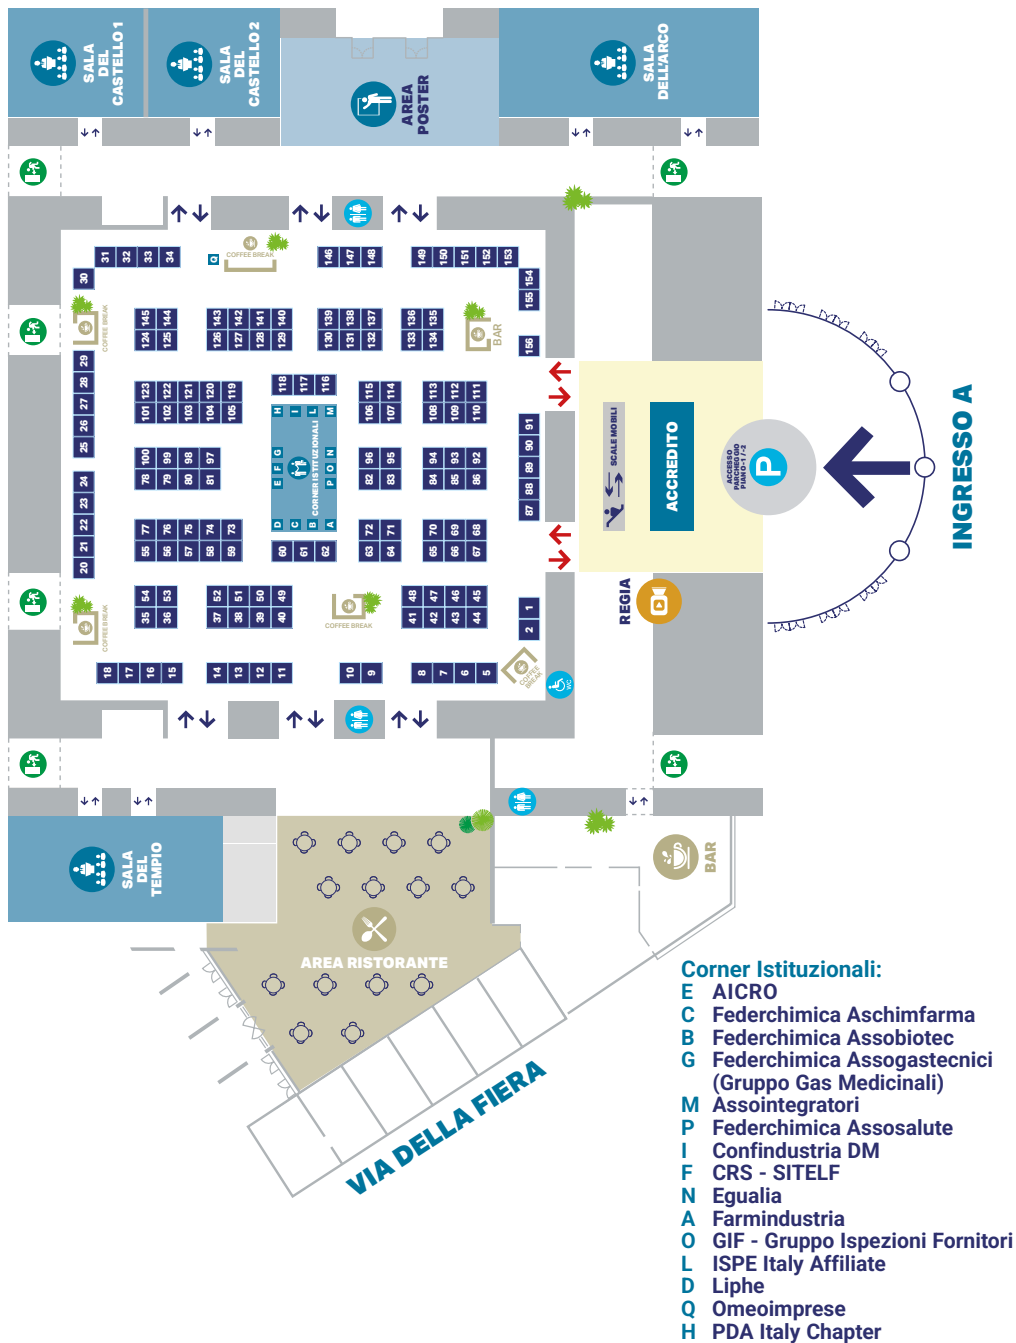 SALA
DEL
CASTELLO 1
SALA
DEL
CASTELLO 2
AREA
POSTER
SALA
DELL'ARCO
31 32 33 34
Q
COFFEE BREAK
146 147 148
149 150 151 152 153
30
154
155
COFFEE BREAK
145 144
124 125
143 142 141 140
126 127 128 129
139 138 137
130 131 132
136 135
133 134
BAR
156
29
28
27
26
25
123 122 121 120 119
101 102 103 104 105
118 117 116
115 114
106 107
113 112 111
108 109 110
H I L M
G F E
CORNER ISTITUZIONALI
N O P
D C B A
100 99 98 97
78 79 80 81
96 95
82 83
94 93 92
84 85 86
91
90
89
88
87
24
23
22
21
20
77 76 75 74 73
55 56 57 58 59
60 61 62
72 71
63 64
70 69 68
65 66 67
SCALE MOBILI
ACCREDITO
ACCESSO
PARCHEGGIO
PIANO -1 / -2
P
INGRESSO A
54 53
35 36
52 51 50 49
37 38 39 40
COFFEE BREAK
48 47 46 45
41 42 43 44
1
2
REGIA
COFFEE BREAK
18 17 16 15
14 13 12 11
10 9
8 7 6 5
COFFEE
BREAK
WC
SALA
DEL
TEMPIO
BAR
AREA RISTORANTE
VIA DELLA FIERA
Corner Istituzionali:
E AICRO
C Federchimica Aschimfarma
B Federchimica Assobiotec
G Federchimica Assogastecnici
(Gruppo Gas Medicinali)
M Assointegratori
P Federchimica Assosalute
I Confindustria DM
F CRS - SITELF
N Egualia
A Farmindustria
O GIF - Gruppo Ispezioni Fornitori
L ISPE Italy Affiliate
D Liphe
Q Omeoimprese
H PDA Italy Chapter